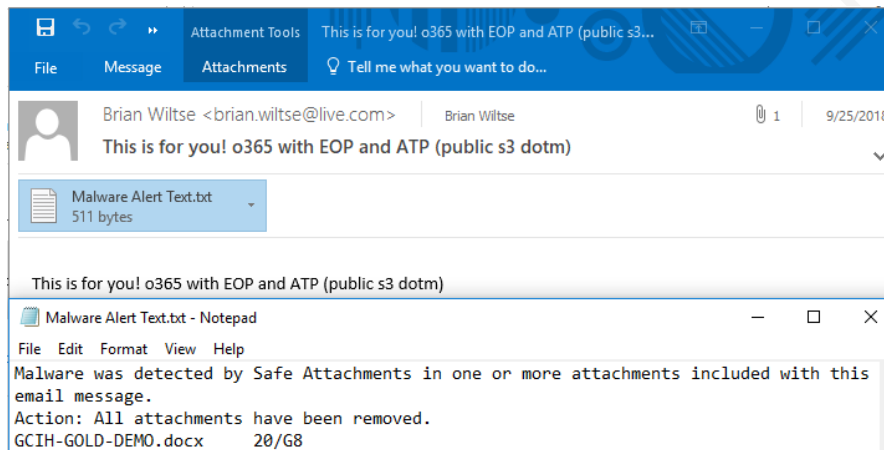 Attachment Tools This is for you! o365 with EOP and ATP (public s3...
File Message Attachments Tell me what you want to do...
Brian Wiltse <brian.wiltse@live.com> Brian Wiltse 1 9/25/2018
This is for you! o365 with EOP and ATP (public s3 dotm)
Malware Alert Text.txt
511 bytes
This is for you! o365 with EOP and ATP (public s3 dotm)
Malware Alert Text.txt - Notepad
File Edit Format View Help
Malware was detected by Safe Attachments in one or more attachments included with this
email message.
Action: All attachments have been removed.
GCIH-GOLD-DEMO.docx 20/G8